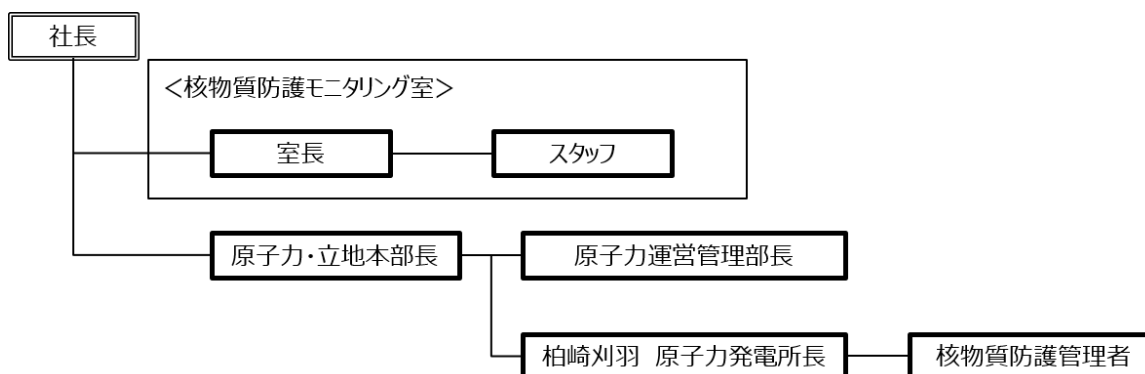 社長
＜核物質防護モニタリング室＞
室長
スタッフ
原子力・立地本部長
原子力運営管理部長
柏崎刈羽 原子力発電所長
核物質防護管理者